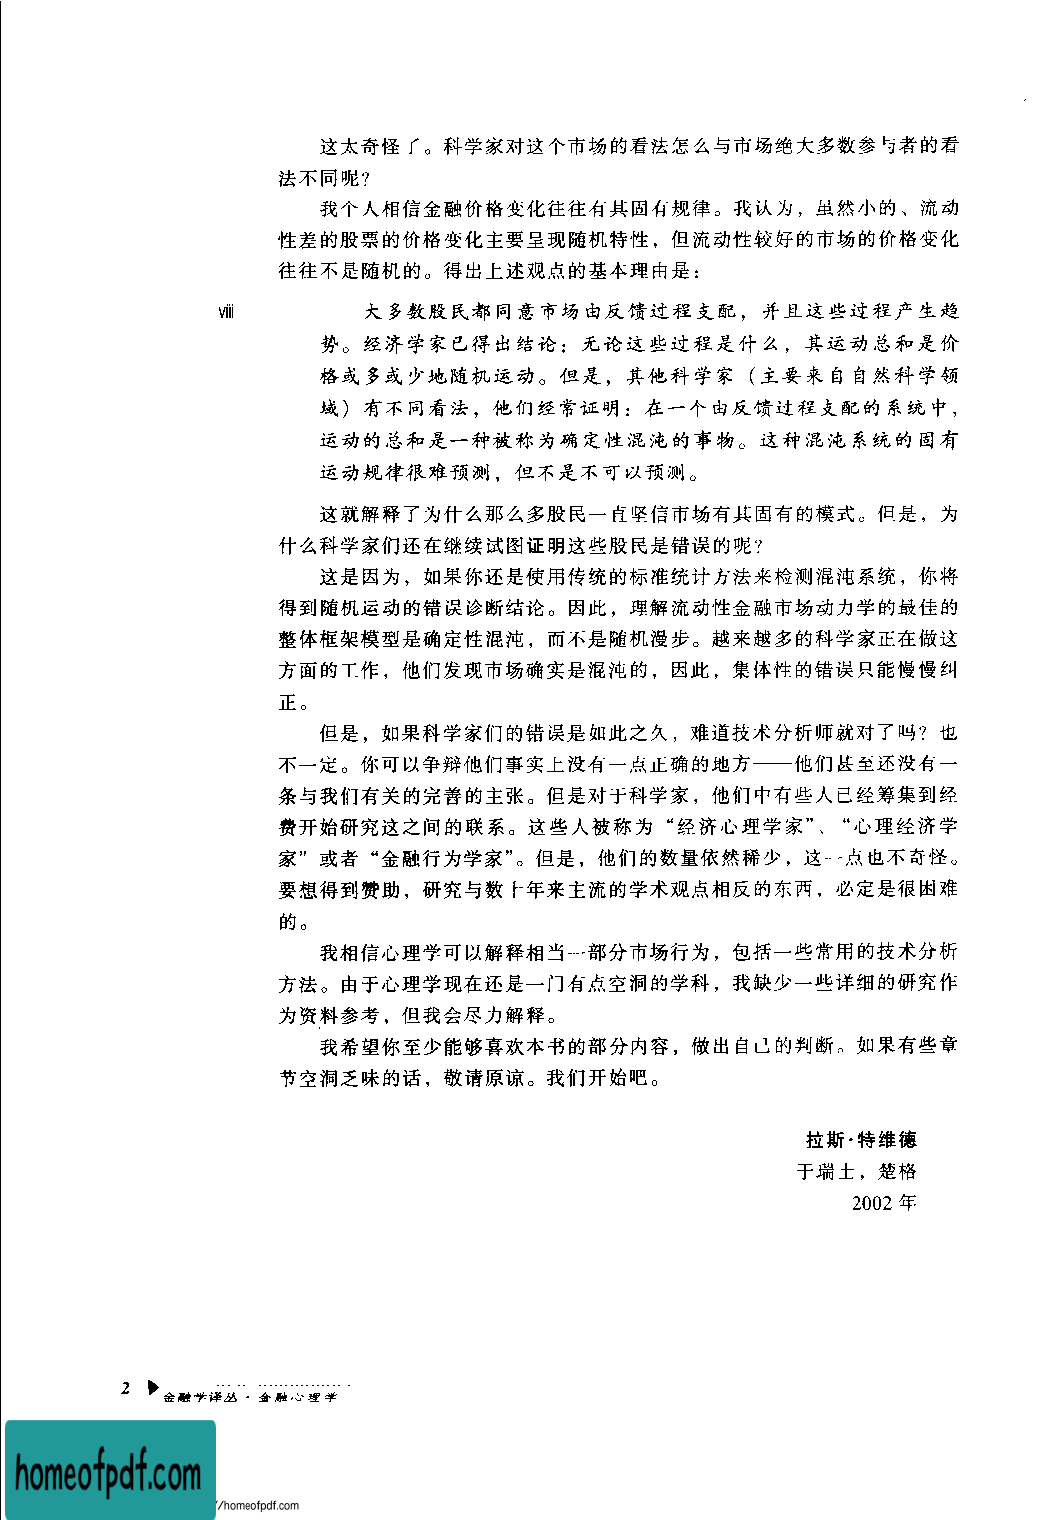 这太奇怪了。科学家对这个市场的看法怎么与市场绝大多数参与者的看
法不同呢?
我个人相信金融价格变化往往有其固有规律。我认为，虽然小的、流动
性差的股票的价格变化主要呈现随机特性，但流动性较好的市场的价格变化
往往不是随机的。得出上述观点的基本理由是：
viii
大多数股民都同意市场由反馈过程支配，并且这些过程产生趋
势。经济学家已得出结论：无论这些过程是什么，其运动总和是价
格或多或少地随机运动。但是，其他科学家（主要来自自然科学领
域）有不同看法，他们经常证明：在一个由反馈过程支配的系统中，
运动的总和是一种被称为确定性混沌的事物。这种混沌系统的固有
运动规律很难预测，但不是不可以预测。
这就解释了为什么那么多股民一直坚信市场有其固有的模式。但是，为
什么科学家们还在继续试图证明这些股民是错误的呢?
这是因为，如果你还是使用传统的标准统计方法来检测混沌系统，你将
得到随机运动的错误诊断结论。因此，理解流动性金融市场动力学的最佳的
整体框架模型是确定性混沌，而不是随机漫步。越来越多的科学家正在做这
方面的工作，他们发现市场确实是混沌的，因此，集体性的错误只能慢慢纠
正。
但是，如果科学家们的错误是如此之久，难道技术分析师就对了吗？也
不一定。你可以争辩他们事实上没有一点正确的地方——他们甚至还没有一
条与我们有关的完善的主张。但是对于科学家，他们中有些人已经筹集到经
费开始研究这之间的联系。这些人被称为“经济心理学家”、“心理经济学
家”或者“金融行为学家”。但是，他们的数量依然稀少，这一点也不奇怪。
要想得到赞助，研究与数十年来主流的学术观点相反的东西，必定是很困难
的。
我相信心理学可以解释相当一部分市场行为，包括一些常用的技术分析
方法。由于心理学现在还是一门有点空洞的学科，我缺少一些详细的研究作
为资料参考，但我会尽力解释。
我希望你至少能够喜欢本书的部分内容，做出自己的判断。如果有些章
节空洞乏味的话，敬请原谅。我们开始吧。
拉斯·特维德
于瑞士，楚格
2002 年
2
金融学译丛·金融心理学
homeofpdf.com
//homeofpdf.com